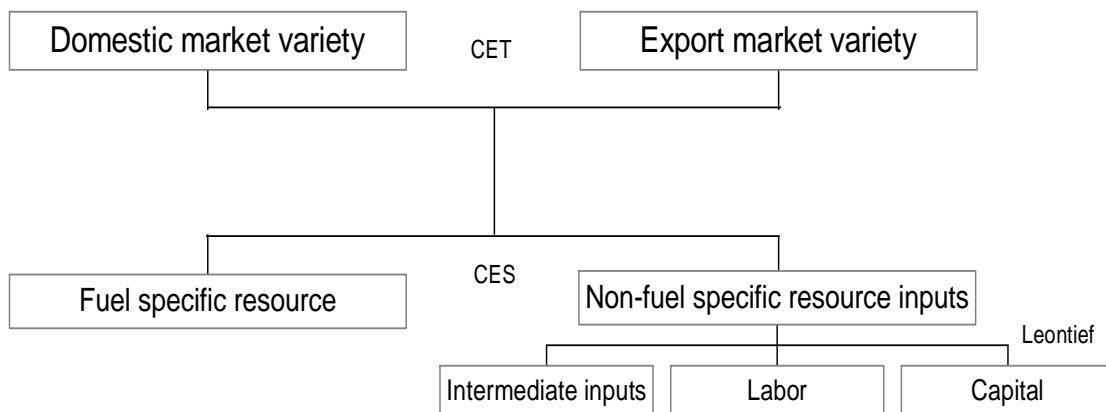 Domestic market variety
CET
Export market variety
Fuel specific resource
CES
Non-fuel specific resource inputs
Leontief
Intermediate inputs
Labor
Capital